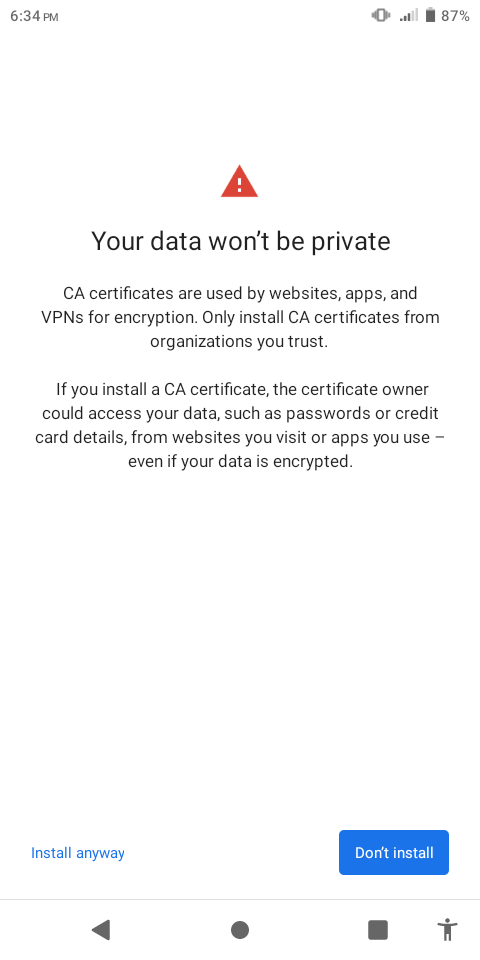 6:34 PM
87%
Your data won’t be private
CA certificates are used by websites, apps, and
VPNs for encryption. Only install CA certificates from
organizations you trust.
If you install a CA certificate, the certificate owner
could access your data, such as passwords or credit
card details, from websites you visit or apps you use –
even if your data is encrypted.
Install anyway
Don’t install